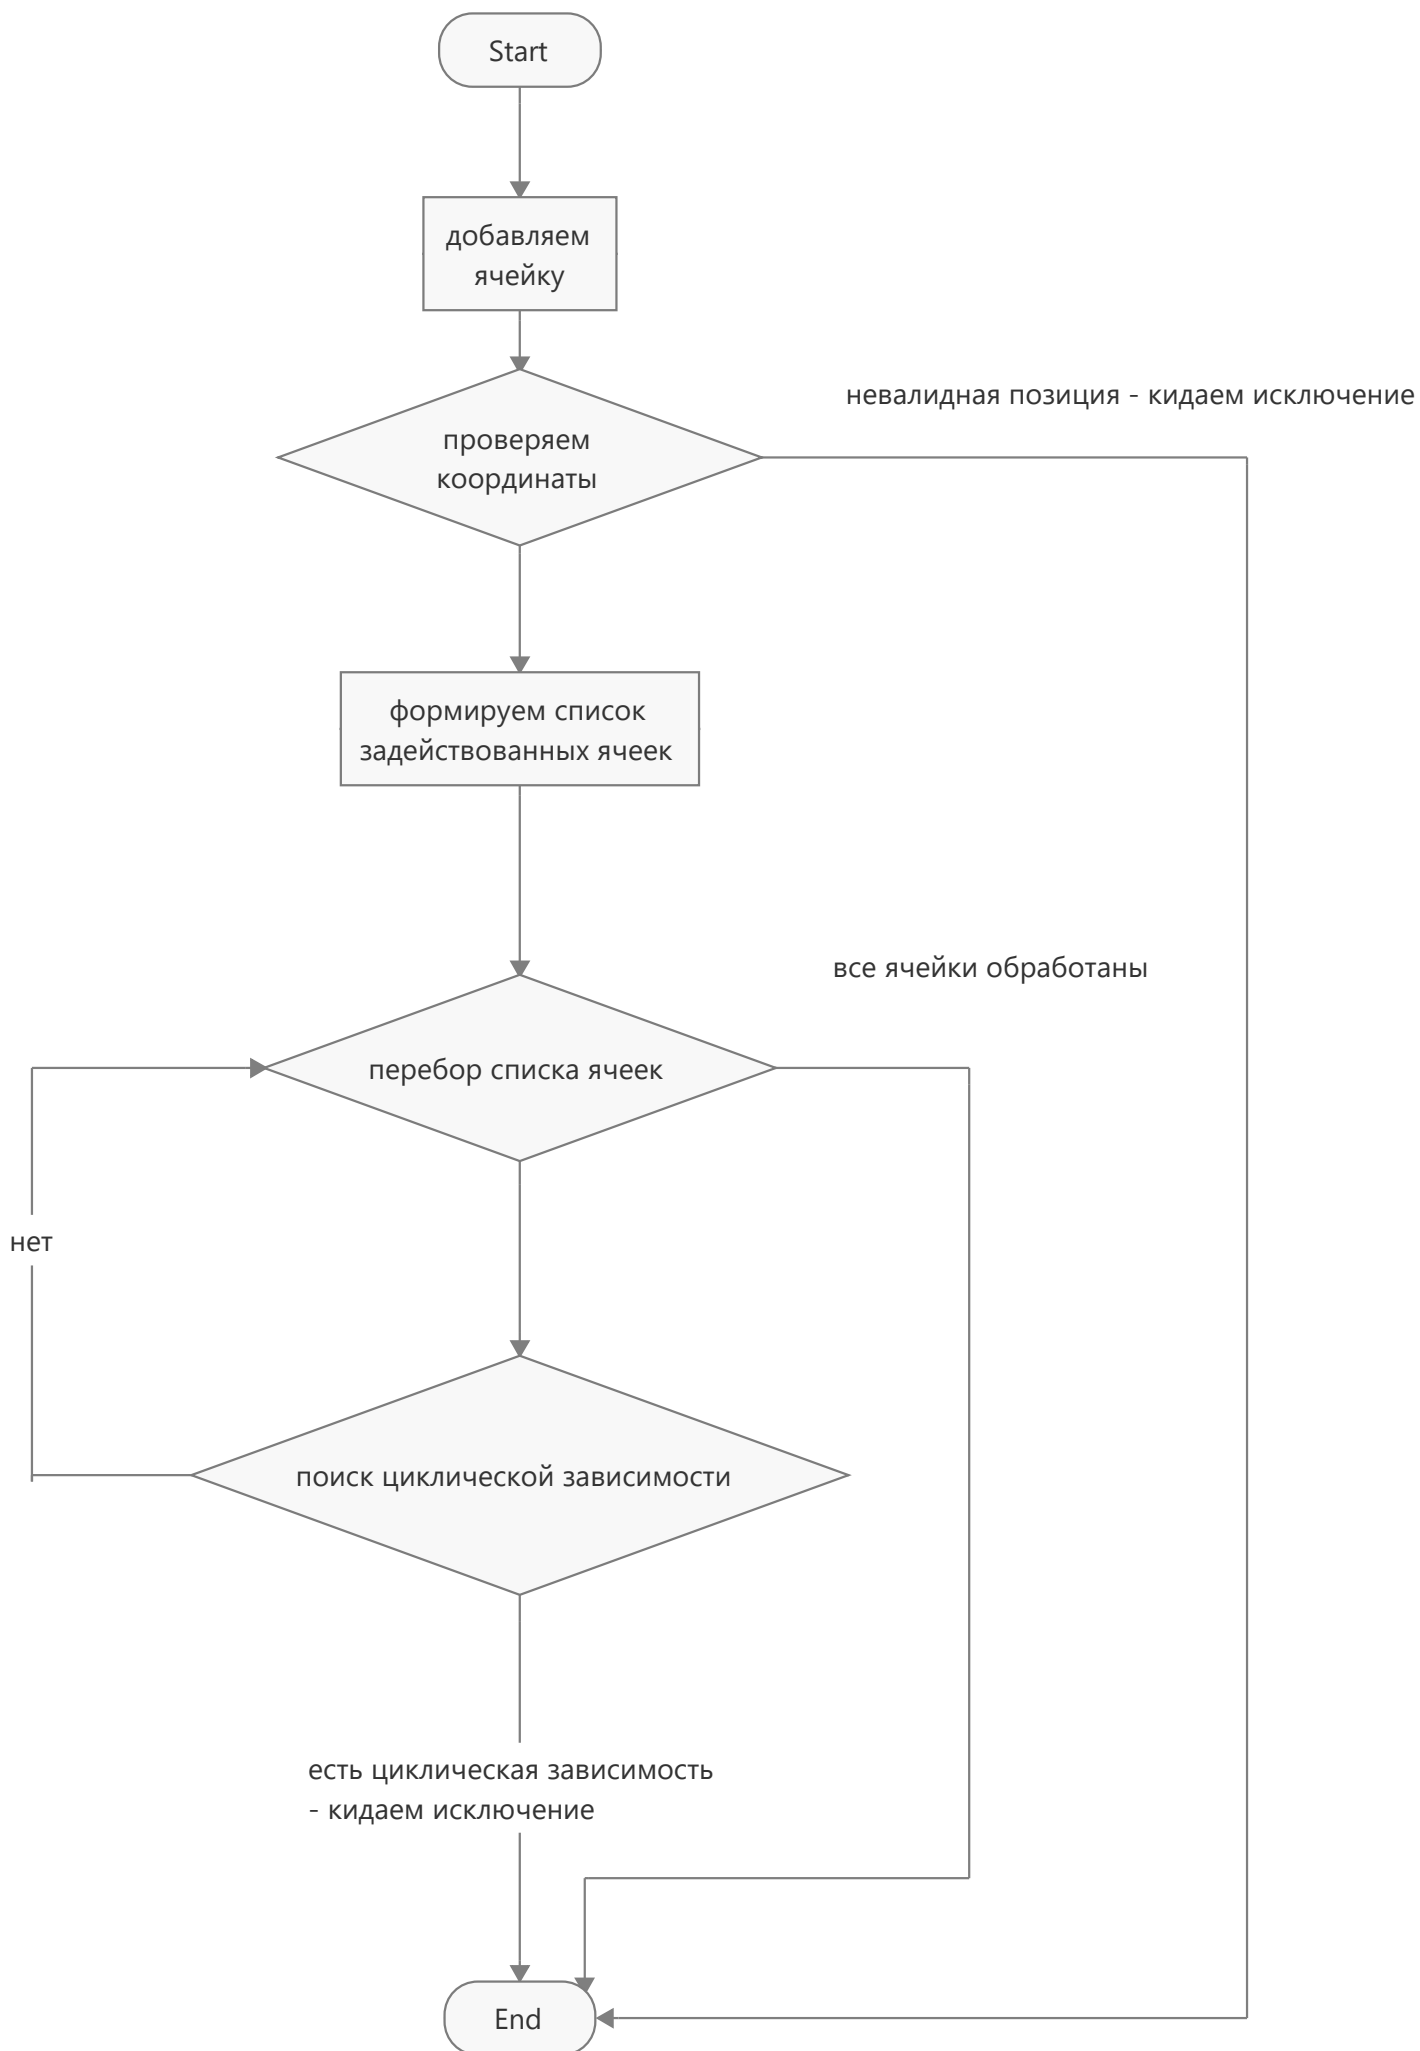 Start
добавляем
ячейку
невалидная позиция - кидаем исключение
проверяем
координаты
формируем список
задействованных ячеек
все ячейки обработаны
перебор списка ячеек
нет
поиск циклической зависимости
есть циклическая зависимость
- кидаем исключение
End